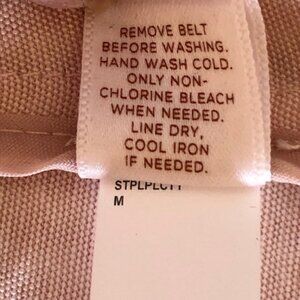 REMOVE BELT
BEFORE WASHING.
HAND WASH COLD.
ONLY NON-
CHLORINE BLEACH
WHEN NEEDED.
LINE DRY,
COOL IRON
IF NEEDED.
M